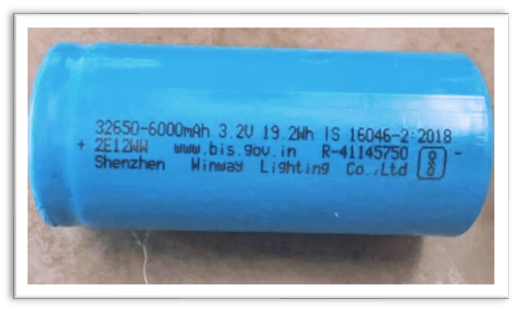 32650-6000mAh 3.2V 19.2Wh IS 16046-2:2018
+ 2E12WW www.bis.gov.in R-41145750 -
Shenzhen Winway Lighting Co.,Ltd